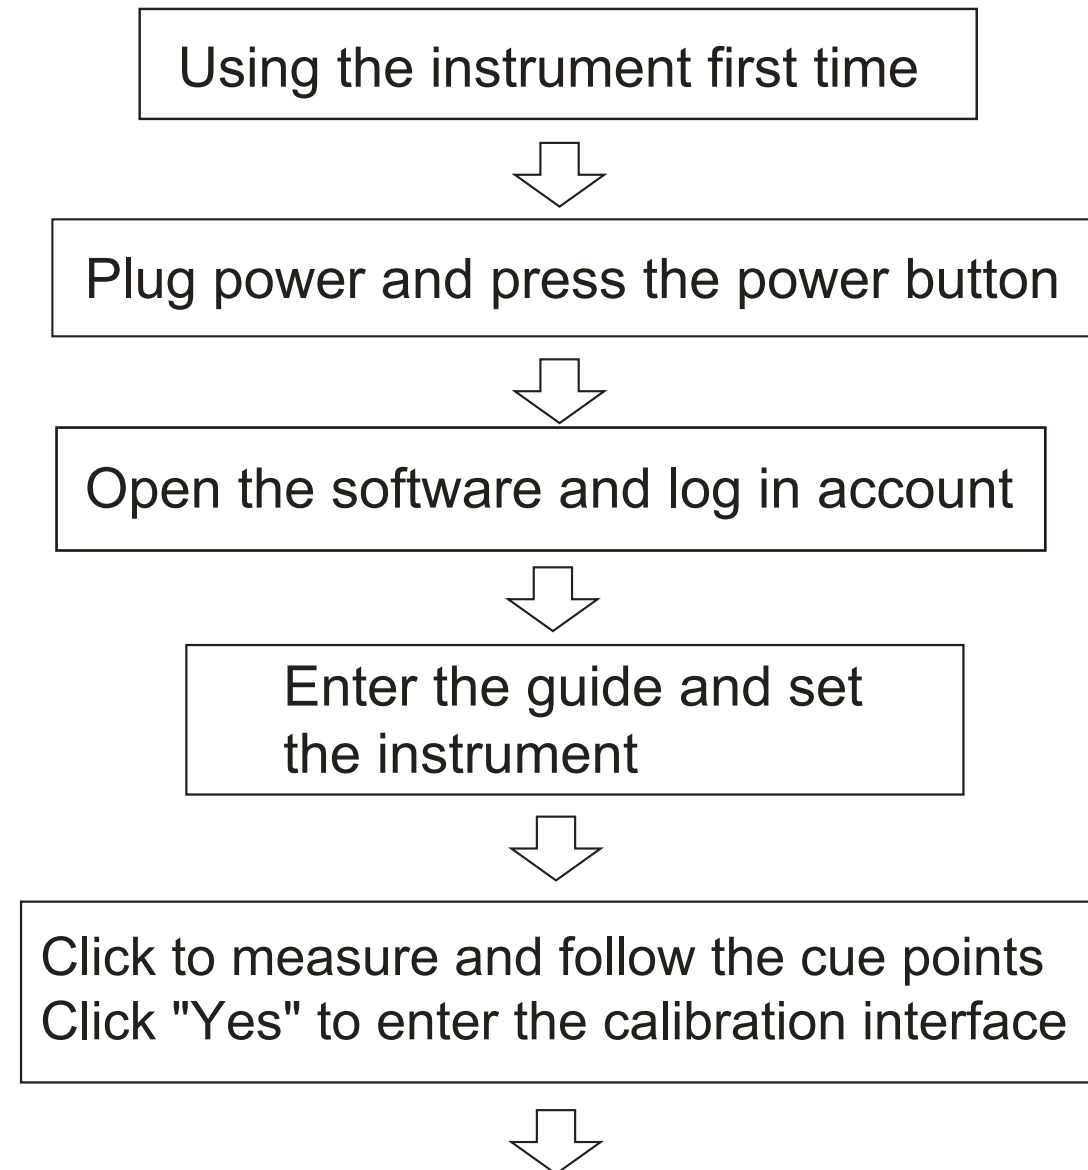 Using the instrument first time
Plug power and press the power button
Open the software and log in account
Enter the guide and set
the instrument
Click to measure and follow the cue points
Click "Yes" to enter the calibration interface